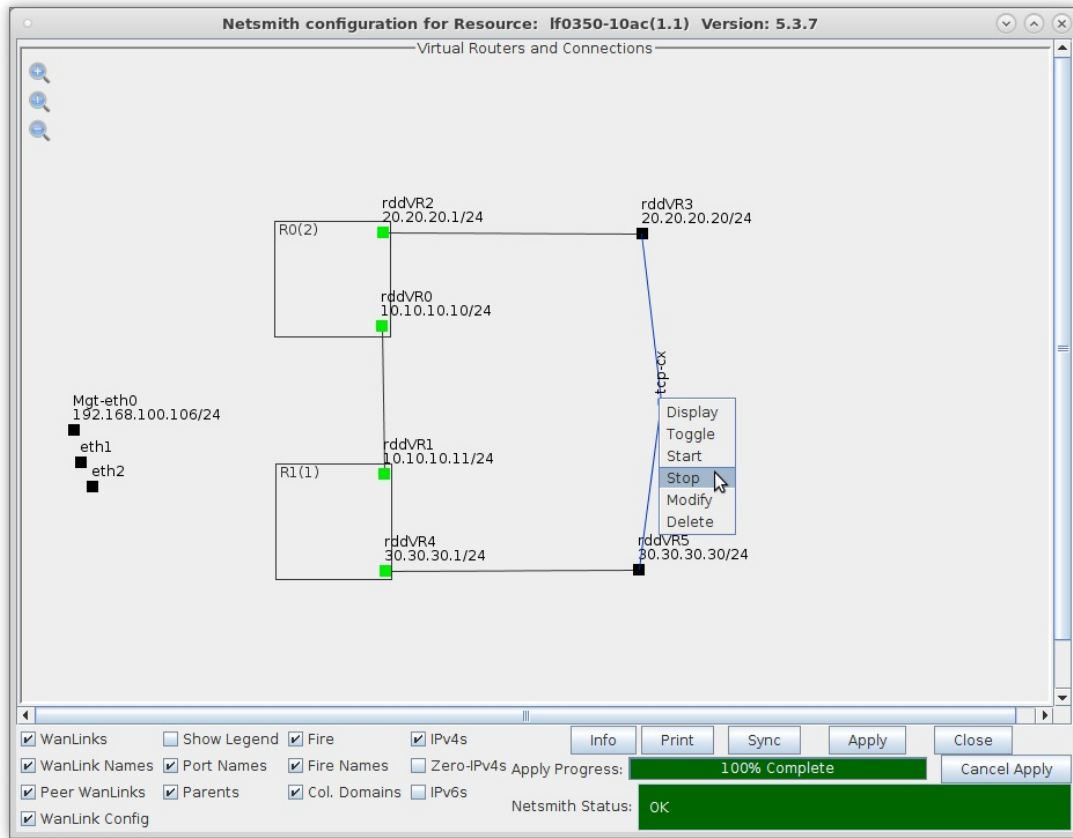 Netsmith configuration for Resource:  lf0350-10ac(1.1)  Version: 5.3.7
Virtual Routers and Connections
rddVR2
20.20.20.1/24
rddVR3
20.20.20.20/24
R0(2)
rddVR0
10.10.10.10/24
tcp-cx
Mgt-eth0
192.168.100.106/24
eth1
eth2
Display
Toggle
Start
Stop
Modify
Delete
rddVR1
10.10.10.11/24
R1(1)
rddVR4
30.30.30.1/24
rddVR5
30.30.30.30/24
WanLinks Show Legend Fire IPv4s Info Print Sync Apply Close
WanLink Names Port Names Fire Names Zero-IPv4s Apply Progress: 100% Complete Cancel Apply
Peer WanLinks Parents Col. Domains IPv6s Netsmith Status: OK
WanLink Config